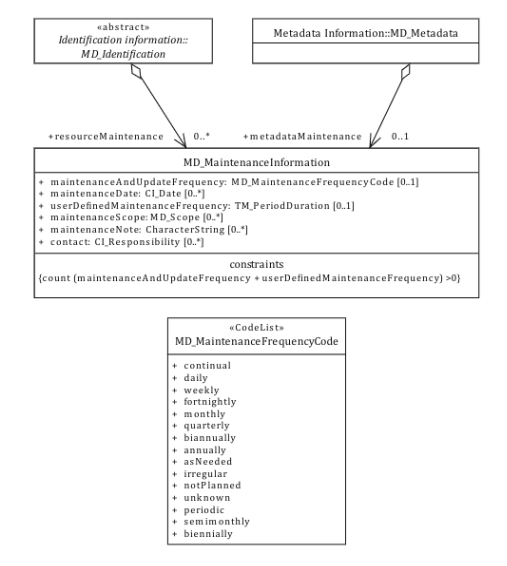 «abstract»
Identification information::
MD_Identification
Metadata Information::MD_Metadata
+resourceMaintenance 0..* +metadataMaintenance 0..1
MD_MaintenanceInformation
+ maintenanceAndUpdateFrequency: MD_MaintenanceFrequencyCode [0..1]
+ maintenanceDate: CI_Date [0..*]
+ userDefinedMaintenanceFrequency: TM_PeriodDuration [0..1]
+ maintenanceScope: MD_Scope [0..*]
+ maintenanceNote: CharacterString [0..*]
+ contact: CI_Responsibility [0..*]
constraints
{count (maintenanceAndUpdateFrequency + userDefinedMaintenanceFrequency) >0}
«CodeList»
MD_MaintenanceFrequencyCode
+ continual
+ daily
+ weekly
+ fortnightly
+ monthly
+ quarterly
+ biannually
+ annually
+ asNeeded
+ irregular
+ notPlanned
+ unknown
+ periodic
+ semimonthly
+ biennially